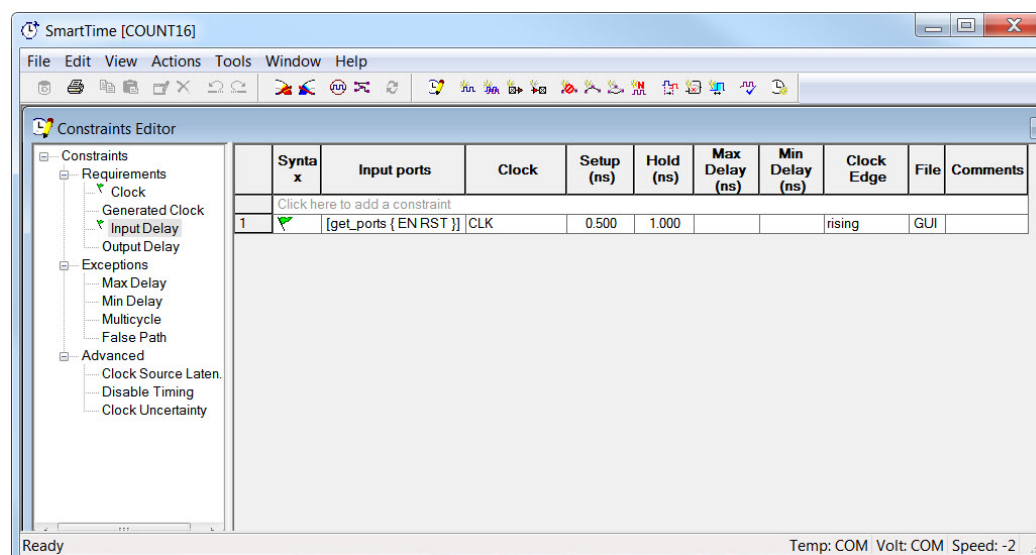 SmartTime [COUNT16]
File Edit View Actions Tools Window Help
Constraints Editor
Constraints
Requirements
Clock
Generated Clock
Input Delay
Output Delay
Exceptions
Max Delay
Min Delay
Multicycle
False Path
Advanced
Clock Source Laten.
Disable Timing
Clock Uncertainty
Syntax Input ports Clock Setup (ns) Hold (ns) Max Delay (ns) Min Delay (ns) Clock Edge File Comments
Click here to add a constraint
1 [get_ports { EN RST }] CLK 0.500 1.000 rising GUI
Ready Temp: COM Volt: COM Speed: -2